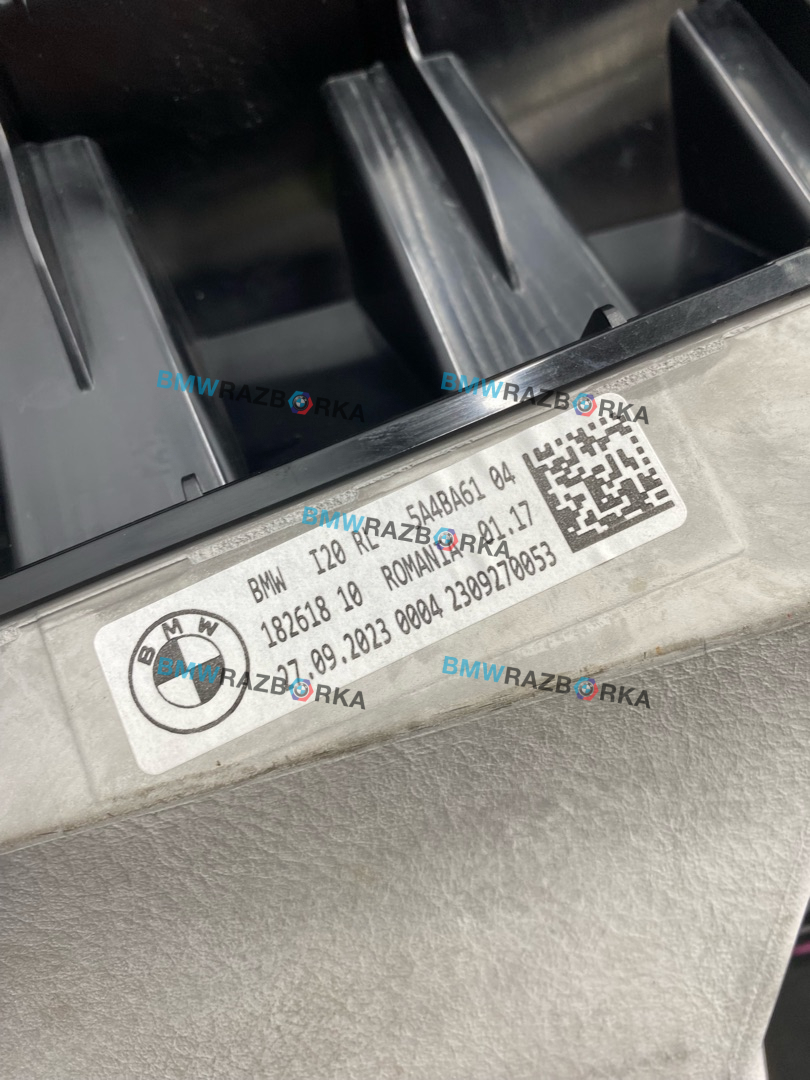 BMWRAZBORKA
BMWRAZBORKA
BMW I20 RL 5A4BA61 04
BMWRAZBORKA
182618 10 ROMANIA 01.17
27.09.2023 0004 2309270053
BMW
BMWRAZBORKA
BMWRAZBORKA